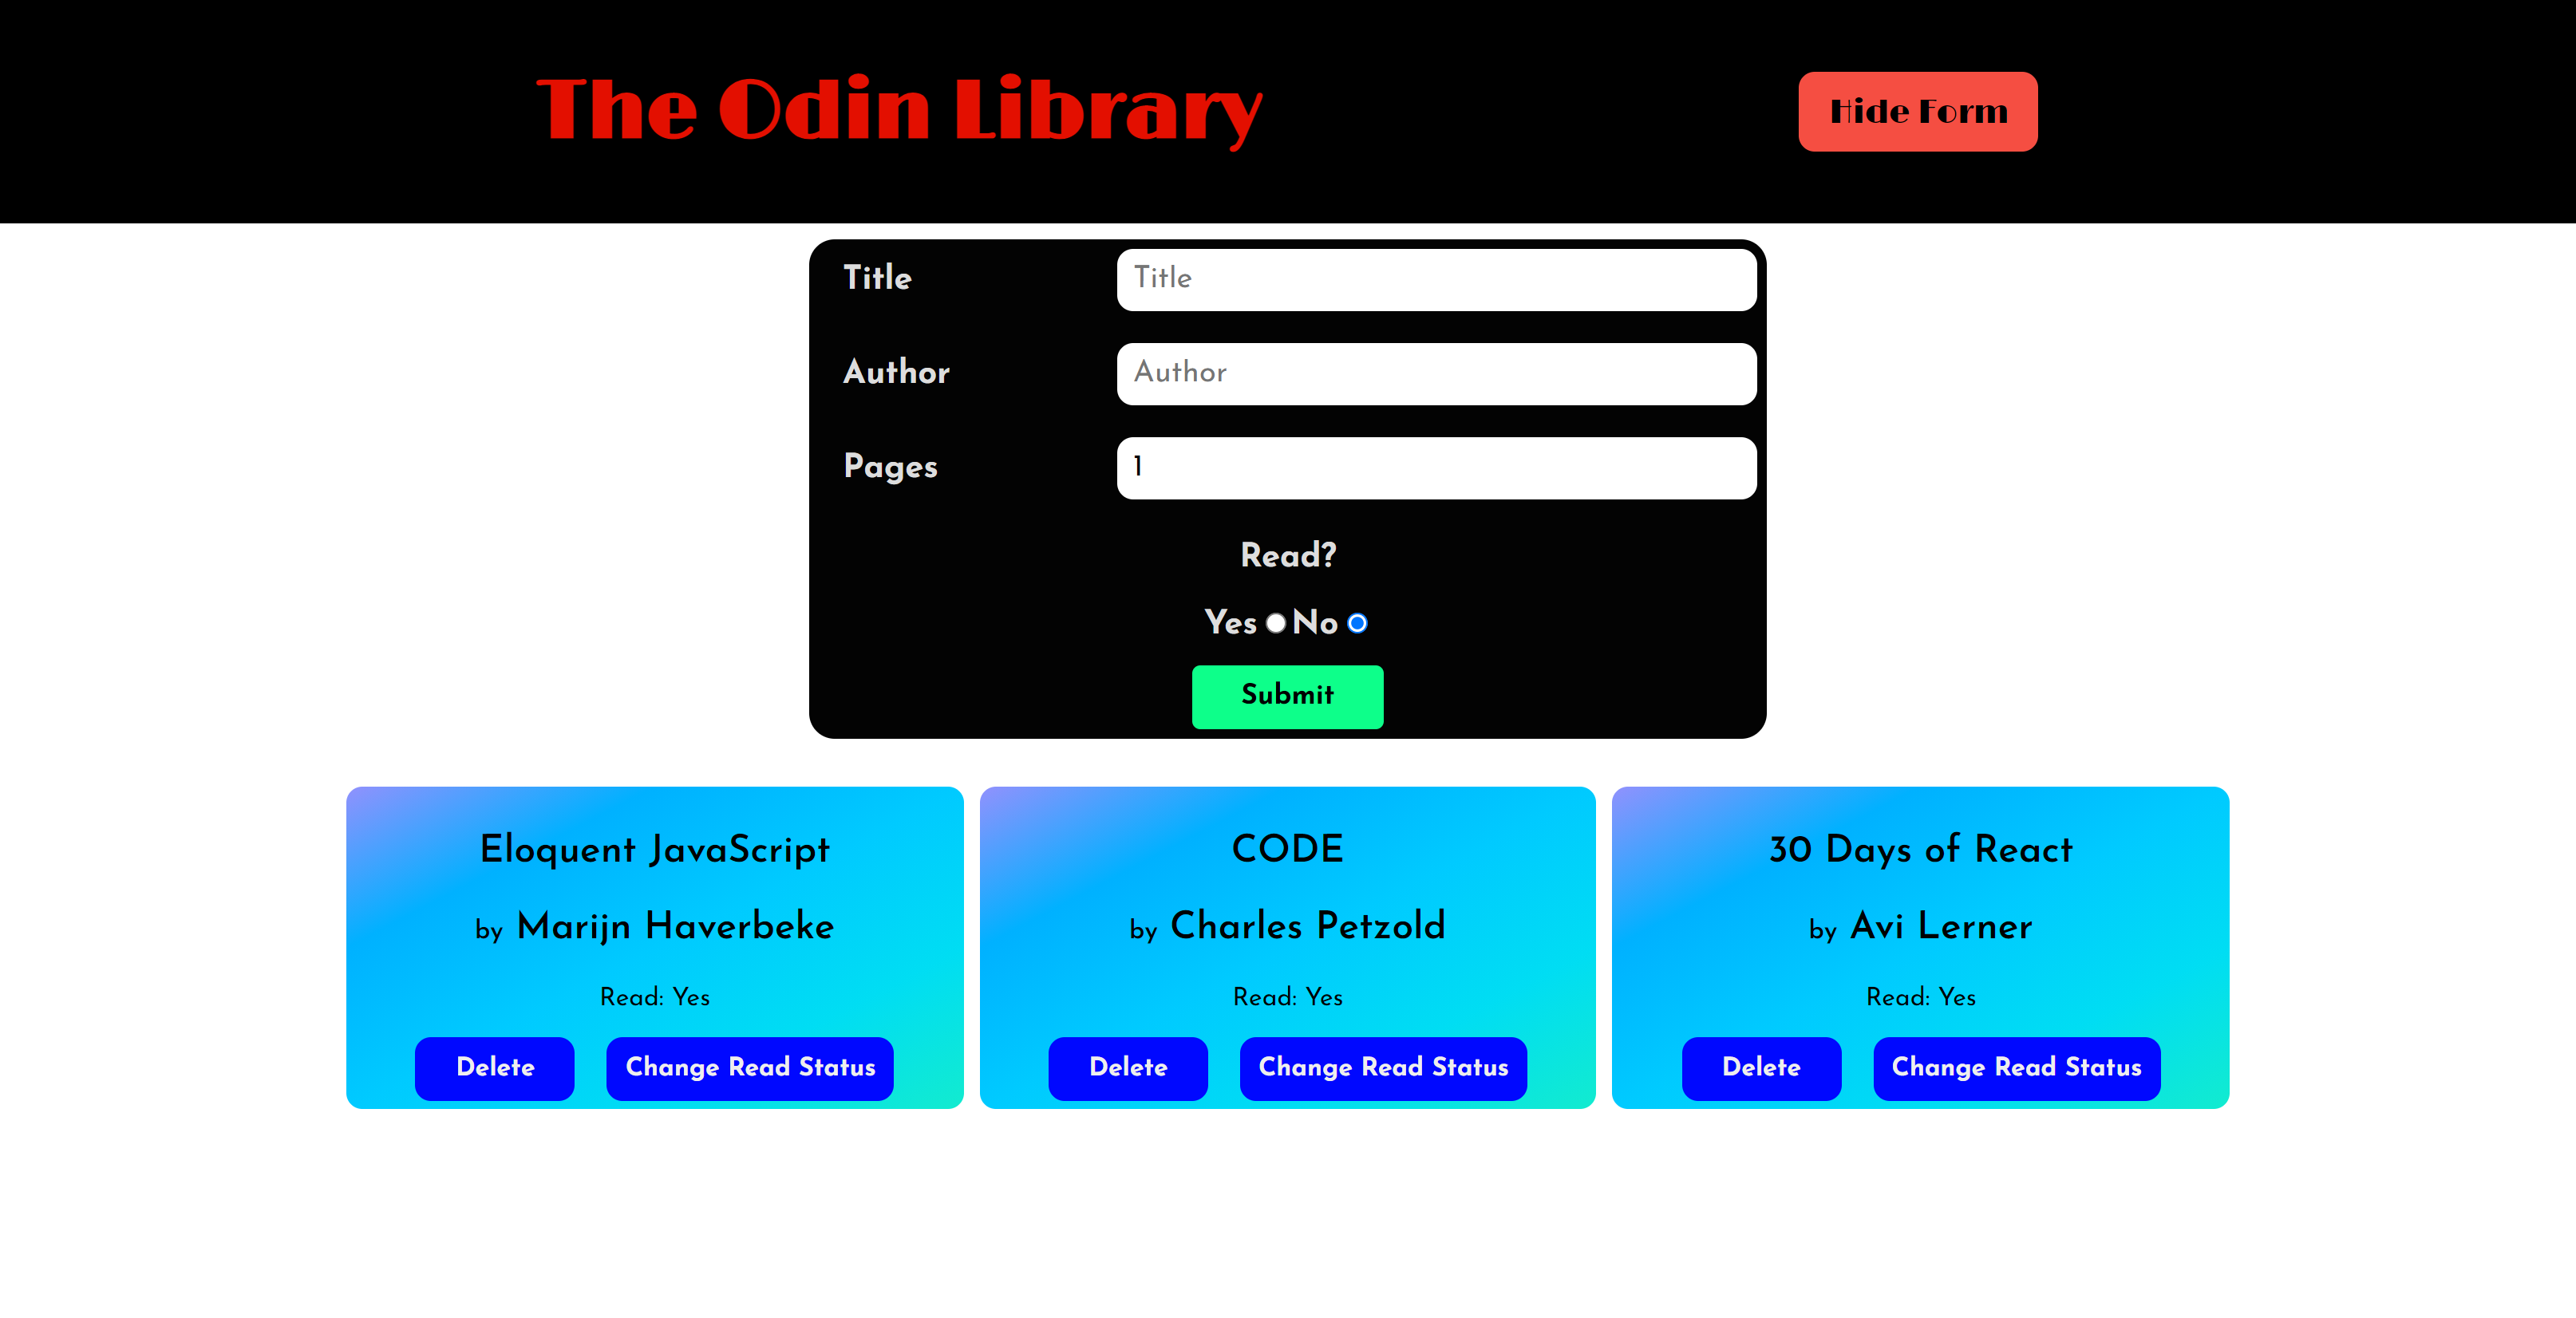 The Odin Library
Hide Form
Title
Title
Author
Author
Pages
1
Read?
Yes No
Submit
Eloquent JavaScript
by Marijn Haverbeke
Read: Yes
Delete
Change Read Status
CODE
by Charles Petzold
Read: Yes
Delete
Change Read Status
30 Days of React
by Avi Lerner
Read: Yes
Delete
Change Read Status